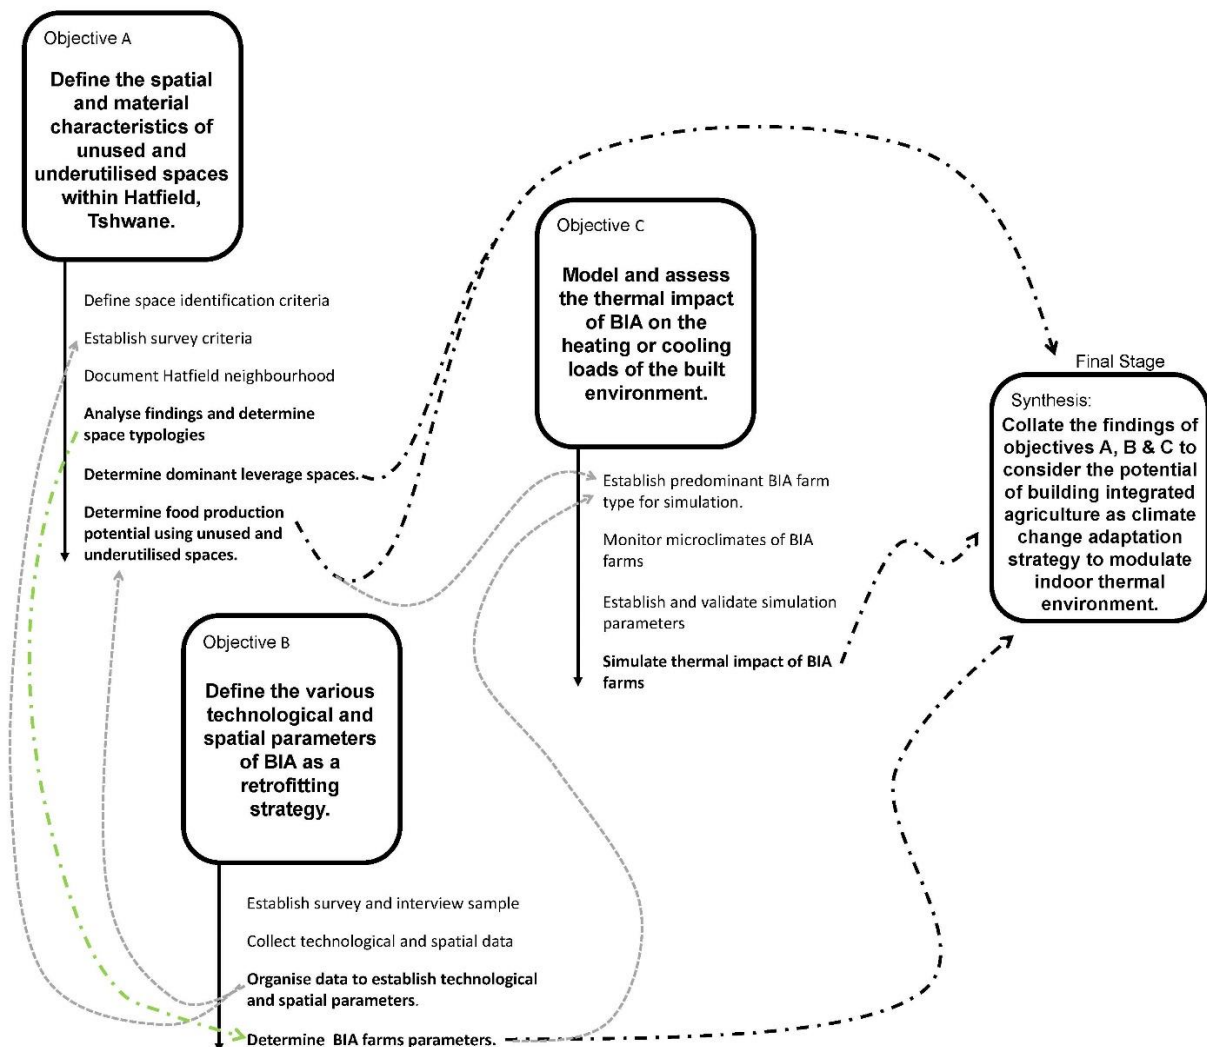 Objective A
Define the spatial
and material
characteristics of
unused and
underutilised spaces
within Hatfield,
Tshwane.
Define space identification criteria
Establish survey criteria
Document Hatfield neighbourhood
Analyse findings and determine
space typologies
Determine dominant leverage spaces.
Determine food production
potential using unused and
underutilised spaces.
Objective B
Define the various
technological and
spatial parameters
of BIA as a
retrofitting
strategy.
Establish survey and interview sample
Collect technological and spatial data
Organise data to establish technological
and spatial parameters.
Determine BIA farms parameters.
Objective C
Model and assess
the thermal impact
of BIA on the
heating or cooling
loads of the built
environment.
Establish predominant BIA farm
type for simulation.
Monitor microclimates of BIA
farms
Establish and validate simulation
parameters
Simulate thermal impact of BIA
farms
Final Stage
Synthesis:
Collate the findings of
objectives A, B & C to
consider the potential
of building integrated
agriculture as climate
change adaptation
strategy to modulate
indoor thermal
environment.